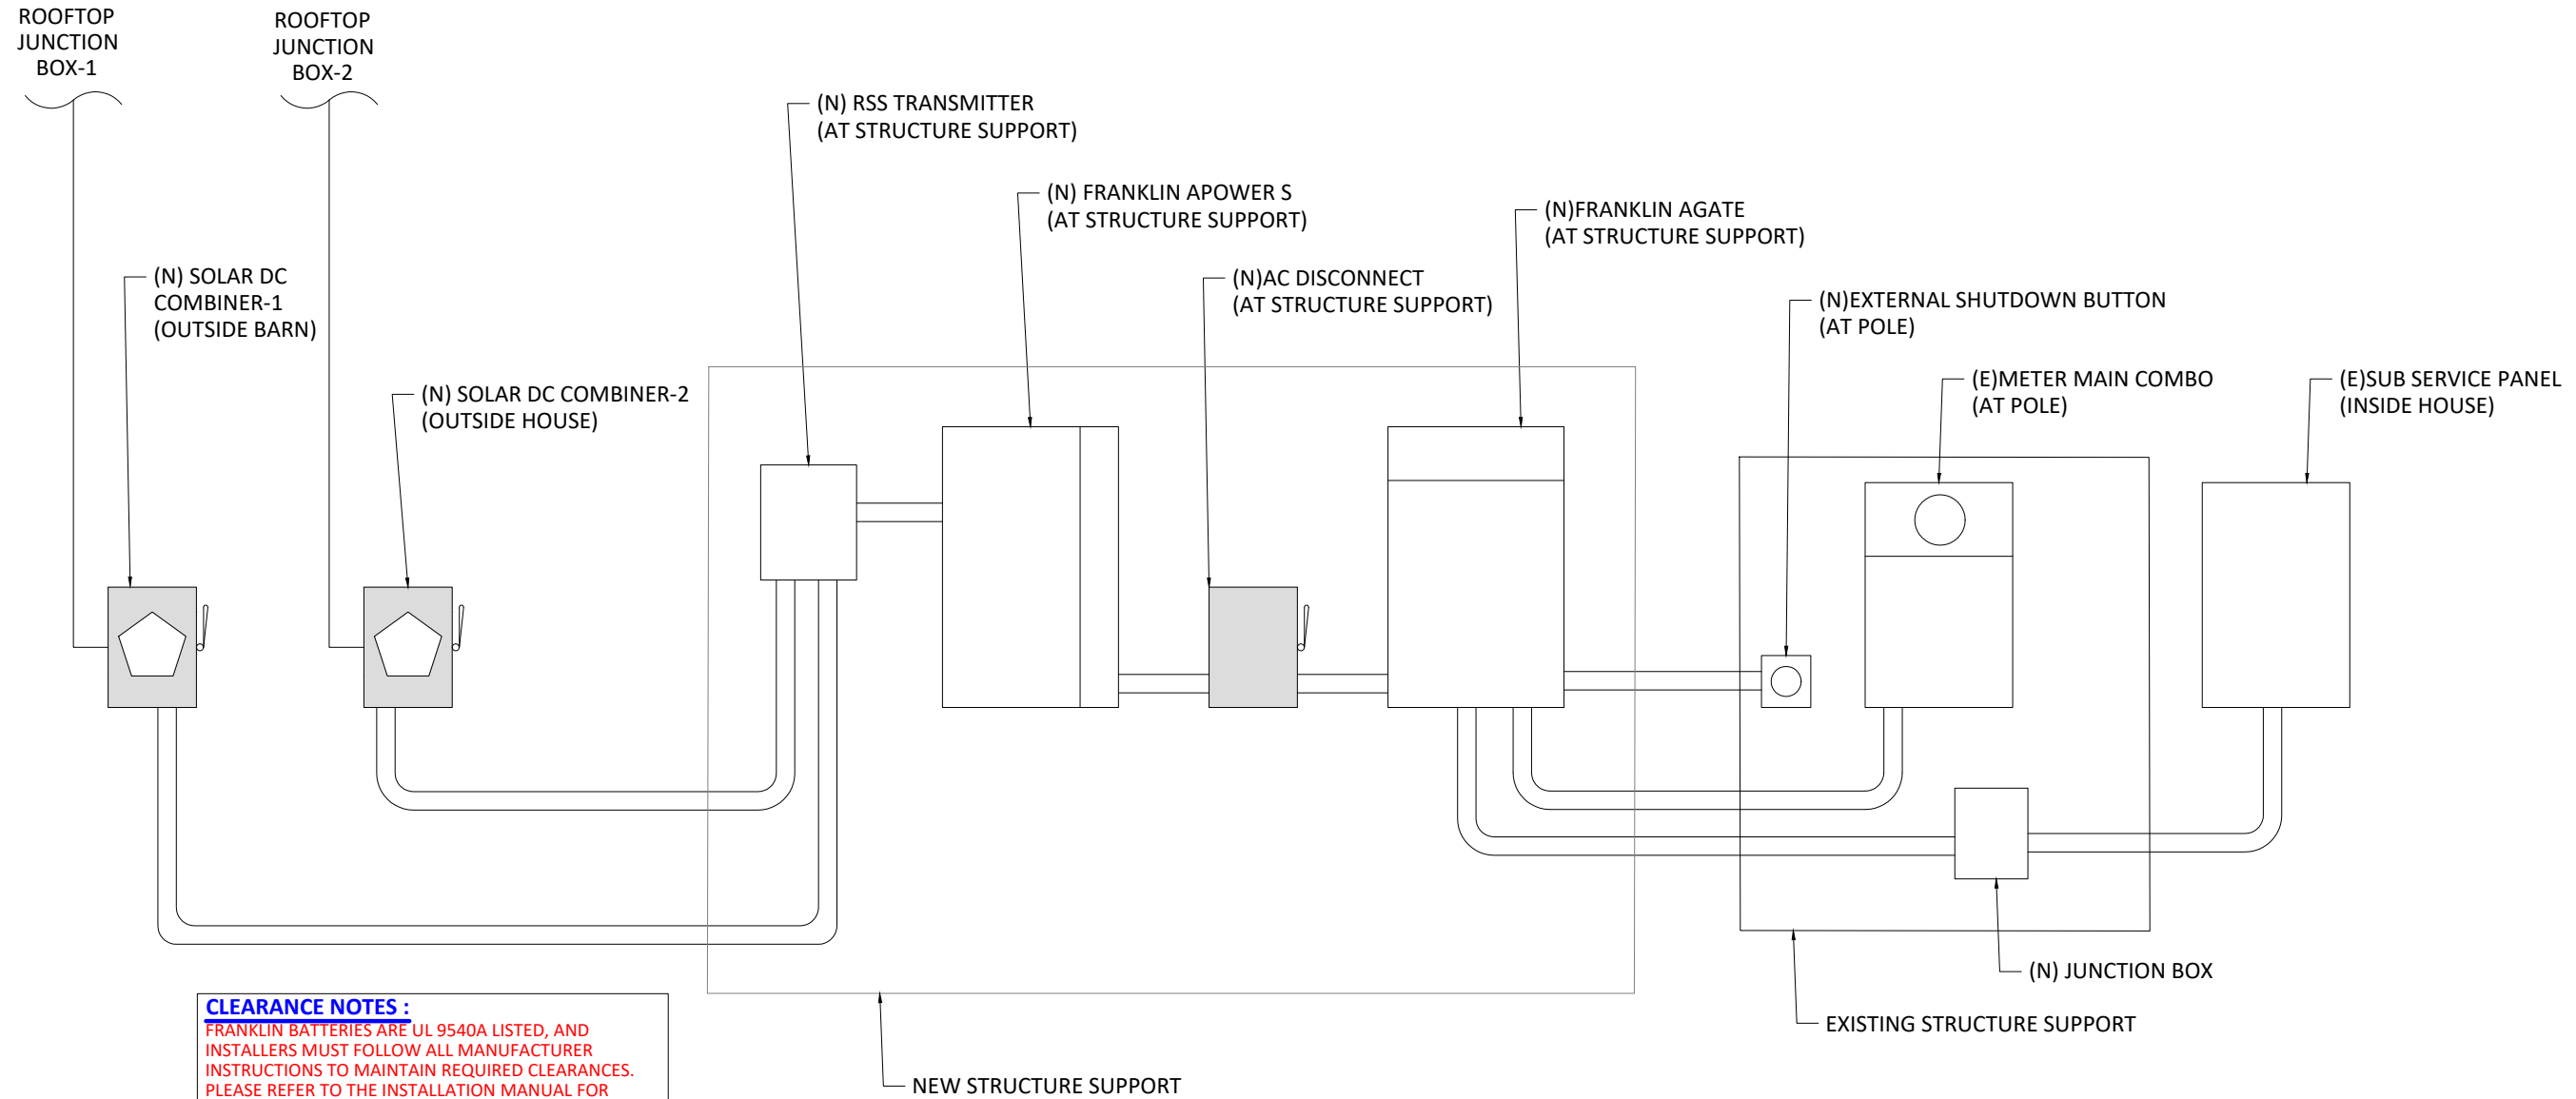 ROOFTOP
JUNCTION
BOX-1
ROOFTOP
JUNCTION
BOX-2
(N) RSS TRANSMITTER
(AT STRUCTURE SUPPORT)
(N) FRANKLIN APOWER S
(AT STRUCTURE SUPPORT)
(N)FRANKLIN AGATE
(AT STRUCTURE SUPPORT)
(N) SOLAR DC
COMBINER-1
(OUTSIDE BARN)
(N)AC DISCONNECT
(AT STRUCTURE SUPPORT)
(N)EXTERNAL SHUTDOWN BUTTON
(AT POLE)
(N) SOLAR DC COMBINER-2
(OUTSIDE HOUSE)
(E)METER MAIN COMBO
(AT POLE)
(E)SUB SERVICE PANEL
(INSIDE HOUSE)
(N) JUNCTION BOX
EXISTING STRUCTURE SUPPORT
NEW STRUCTURE SUPPORT
CLEARANCE NOTES :
FRANKLIN BATTERIES ARE UL 9540A LISTED, AND
INSTALLERS MUST FOLLOW ALL MANUFACTURER
INSTRUCTIONS TO MAINTAIN REQUIRED CLEARANCES.
PLEASE REFER TO THE INSTALLATION MANUAL FOR